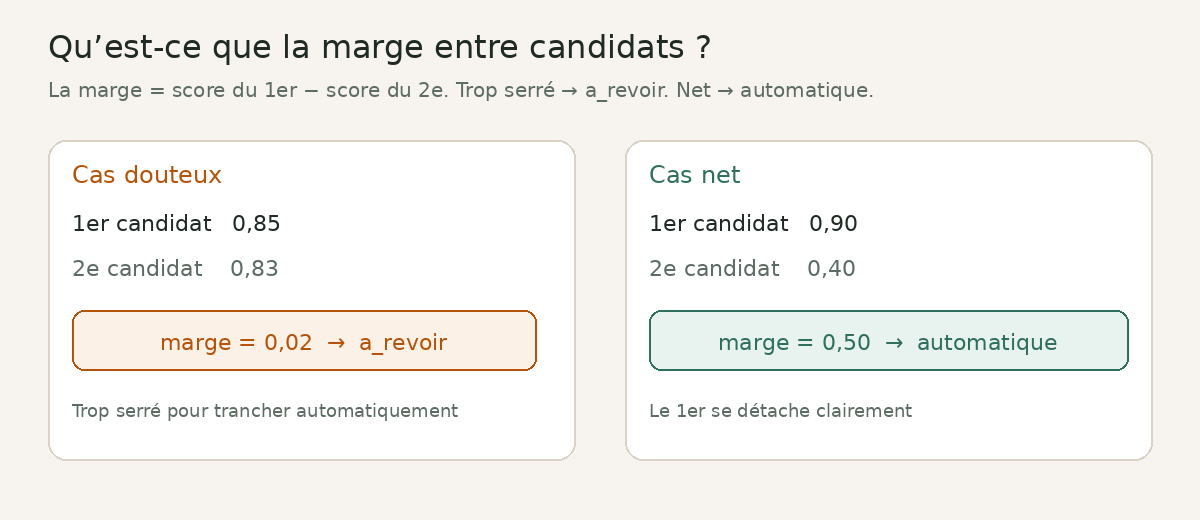 Qu’est-ce que la marge entre candidats ?
La marge = score du 1er − score du 2e. Trop serré → a_revoir. Net → automatique.
Cas douteux
1er candidat 0,85
2e candidat 0,83
marge = 0,02 → a_revoir
Trop serré pour trancher automatiquement
Cas net
1er candidat 0,90
2e candidat 0,40
marge = 0,50 → automatique
Le 1er se détache clairement